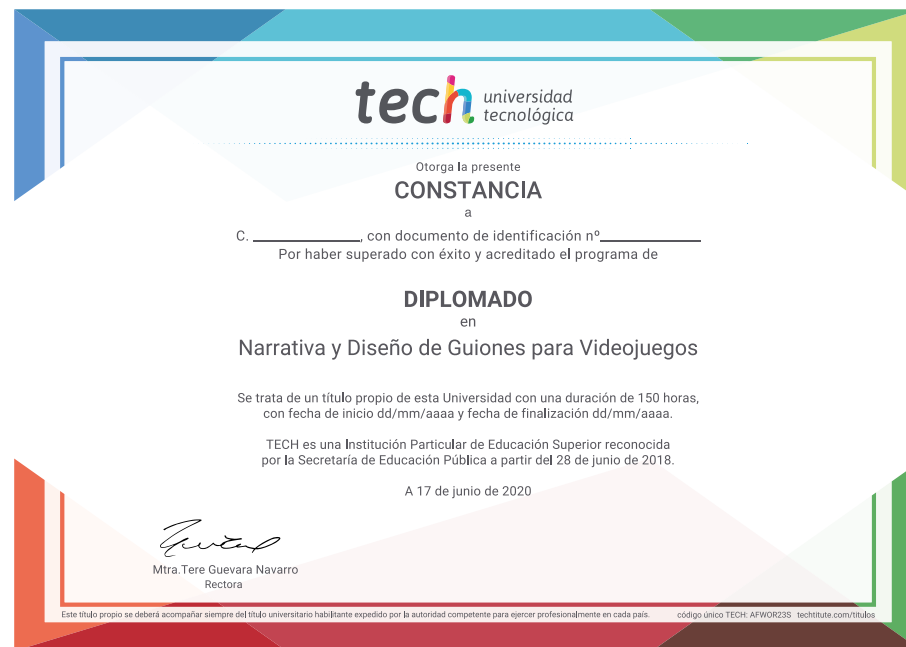 tech universidad
tecnológica
Otorga la presente
CONSTANCIA
a
C. ____________, con documento de identificación nº____________
Por haber superado con éxito y acreditado el programa de
DIPLOMADO
en
Narrativa y Diseño de Guiones para Videojuegos
Se trata de un título propio de esta Universidad con una duración de 150 horas,
con fecha de inicio dd/mm/aaaa y fecha de finalización dd/mm/aaaa.
TECH es una Institución Particular de Educación Superior reconocida
por la Secretaría de Educación Pública a partir del 28 de junio de 2018.
A 17 de junio de 2020
Mtra.Tere Guevara Navarro
Rectora
Este título propio se deberá acompañar siempre del título universitario habilitante expedido por la autoridad competente para ejercer profesionalmente en cada país. código único TECH: AFWOR23S techtitute.com/títulos